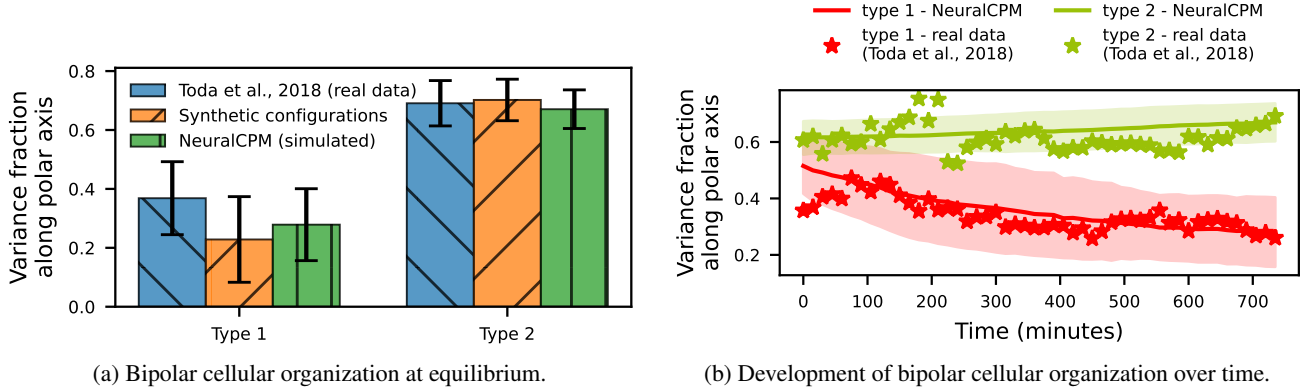 Variance fraction
along polar axis
0.8
0.6
0.4
0.2
0.0
Toda et al., 2018 (real data)
Synthetic configurations
NeuralCPM (simulated)
Type 1
Type 2
(a) Bipolar cellular organization at equilibrium.
type 1 - NeuralCPM
type 1 - real data
(Toda et al., 2018)
type 2 - NeuralCPM
type 2 - real data
(Toda et al., 2018)
Variance fraction
along polar axis
0.6
0.4
0.2
0 100 200 300 400 500 600 700
Time (minutes)
(b) Development of bipolar cellular organization over time.